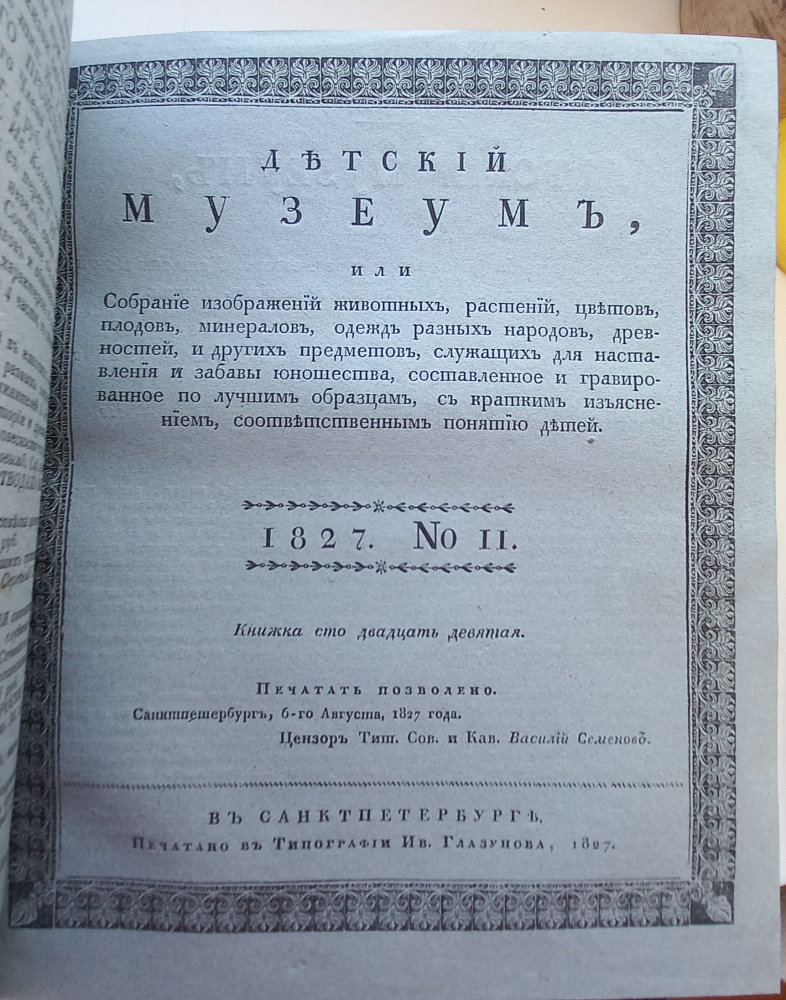 ДѢТСКІЙ
МУЗЕУМЪ,
или
Собраніе изображеній животныхъ, растеній, цвѣтовъ,
плодовъ, минераловъ, одеждъ разныхъ народовъ, древ-
ностей, и другихъ предметовъ, служащихъ для наста-
вленія и забавы юношества, составленное и гравиро-
ванное по лучшимъ образцамъ, съ краткимъ изъясне-
ніемъ, соотвѣтственнымъ понятію дѣтей.
1827. No II.
Книжка сто двадцать девятая.
Печатать позволено.
Санктпетербургъ, 6-го Августа, 1827 года.
Цензоръ Тит. Сов. и Кав. Василій Семеновъ.
ВЪ САНКТПЕТЕРБУРГѢ,
Печатано въ Типографіи Ив. Глазунова, 1827.